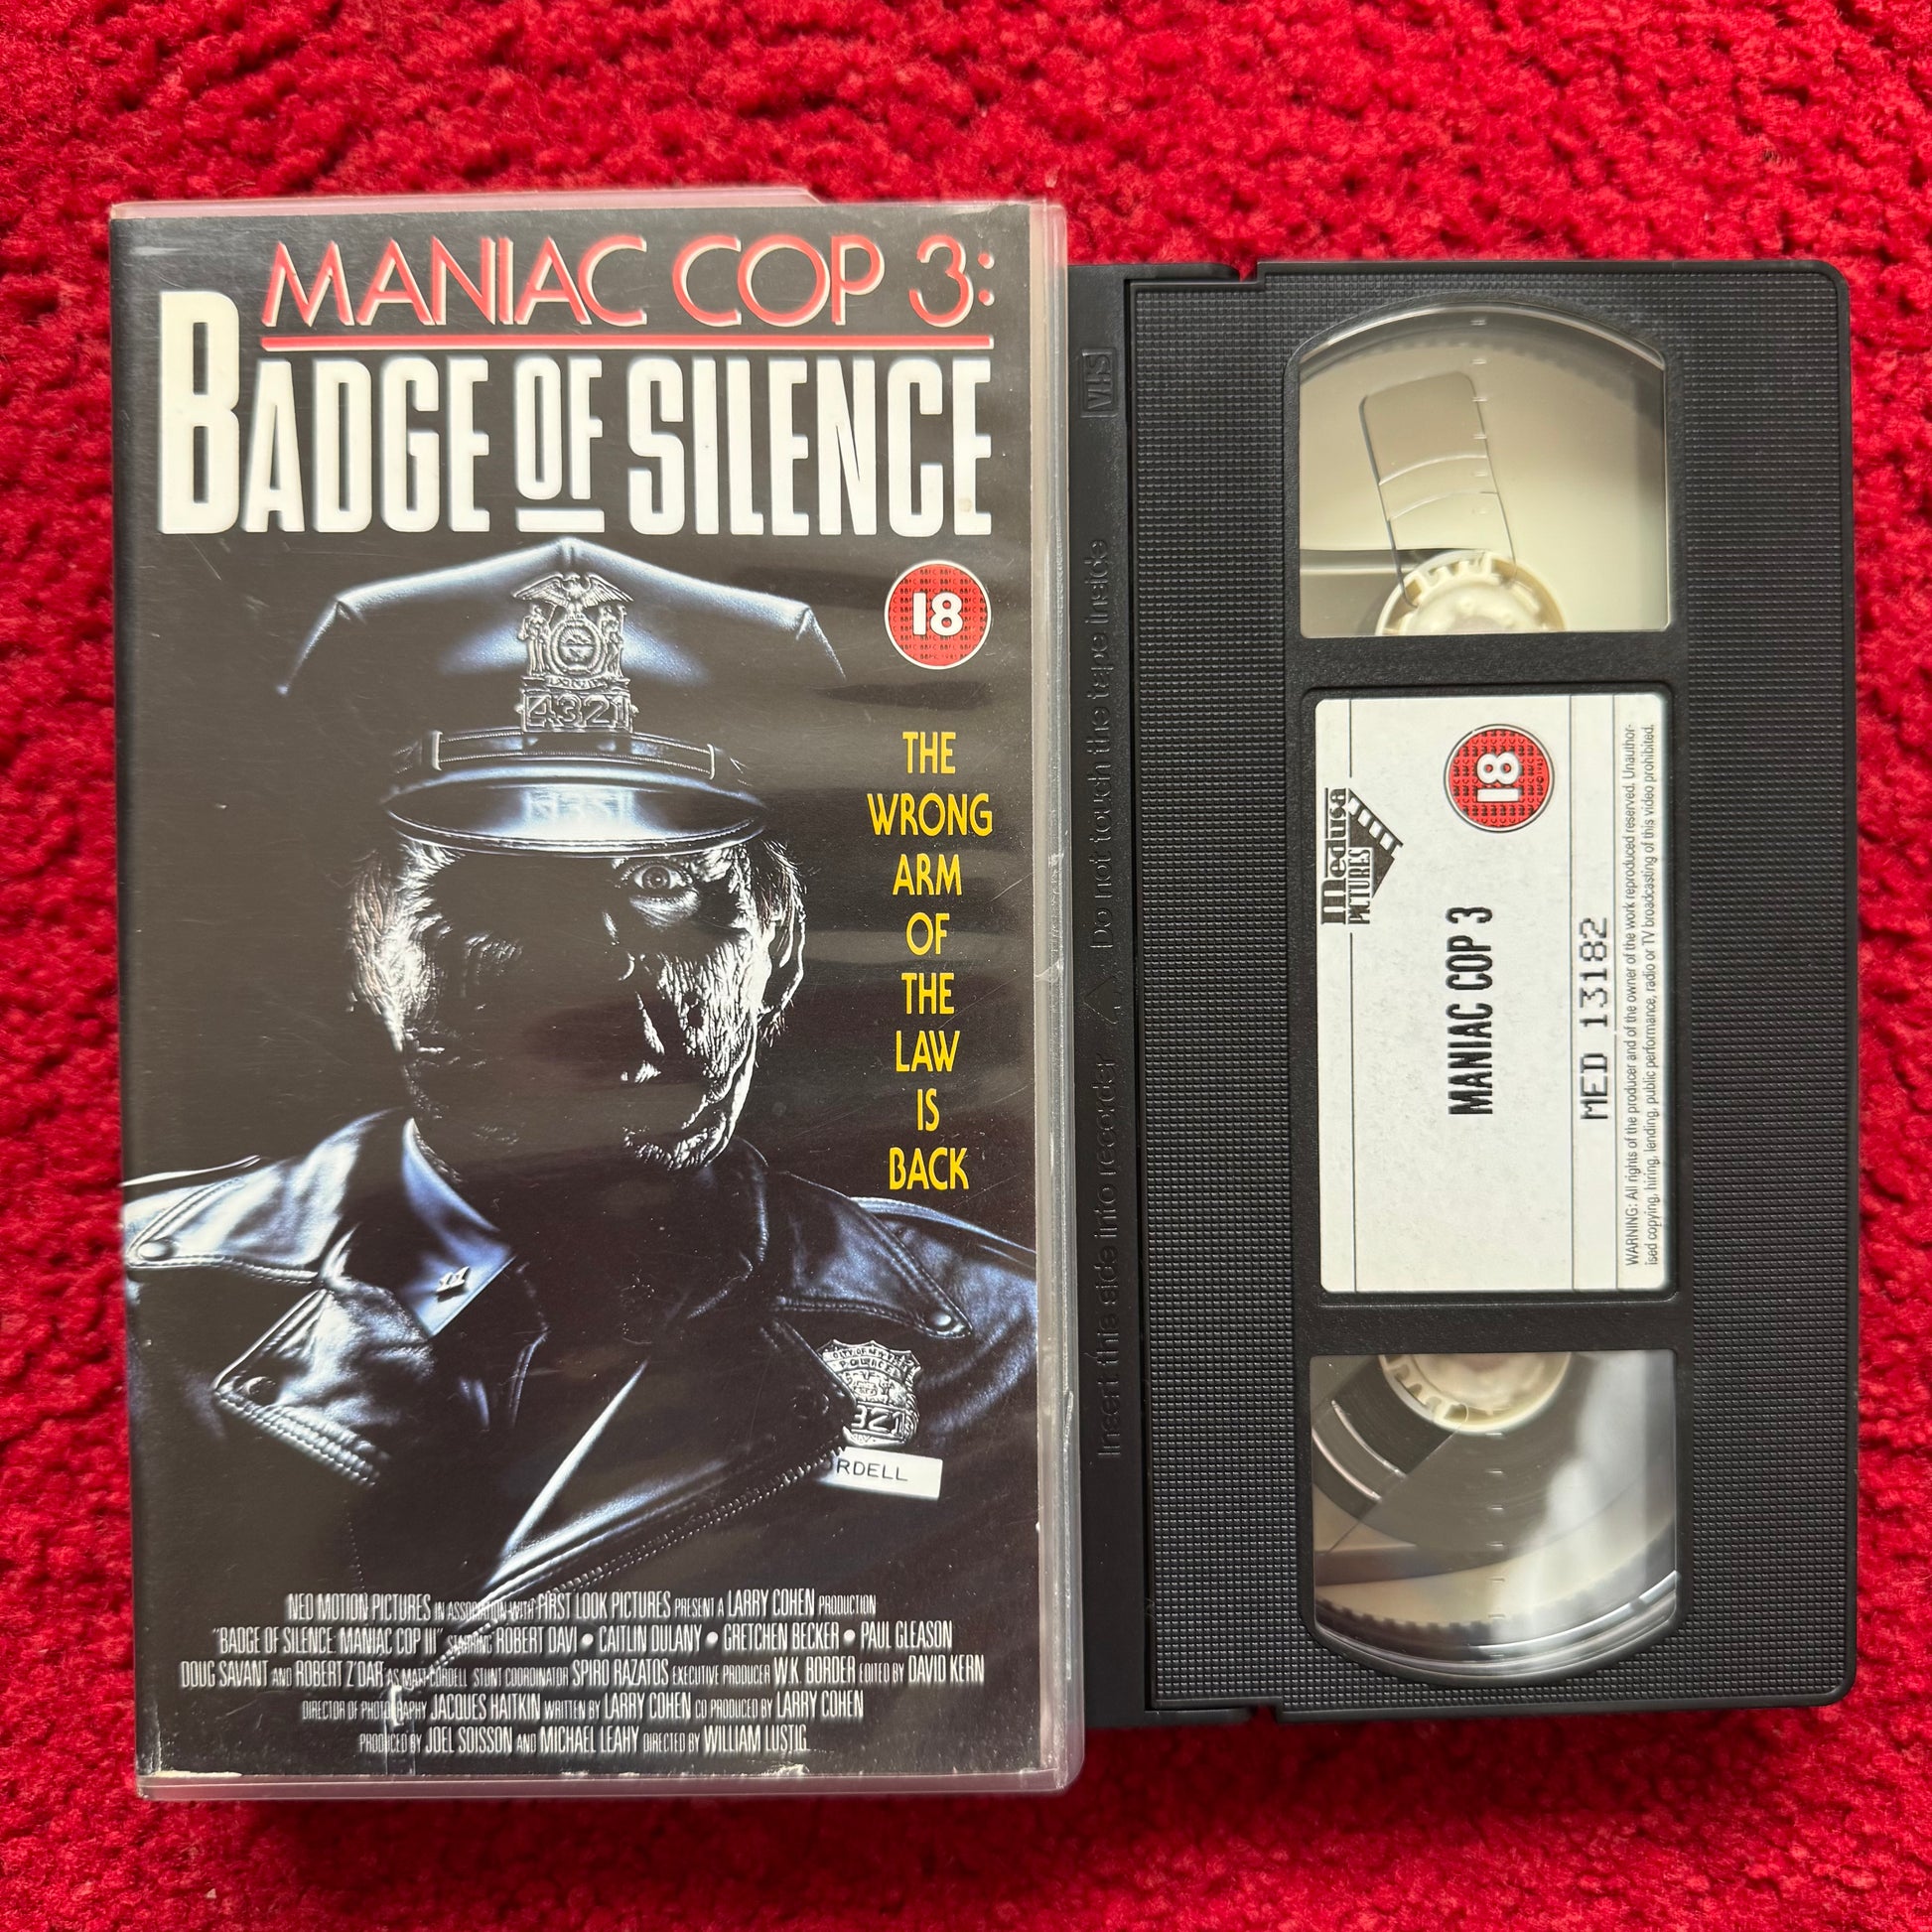 MANIAC COP 3:
BADGE OF SILENCE
18
4321
THE
WRONG
ARM
OF
THE
LAW
IS
BACK
POLICE
321
ORDELL
NEO MOTION PICTURES IN ASSOCIATION WITH FIRST LOOK PICTURES PRESENT A LARRY COHEN PRODUCTION
"BADGE OF SILENCE: MANIAC COP III" STARRING ROBERT DAVI • CAITLIN DULANY • GRETCHEN BECKER • PAUL GLEASON
DOUG SAVANT AND ROBERT Z'DAR AS MATT CORDELL STUNT COORDINATOR SPIRO RAZATOS EXECUTIVE PRODUCER W.K. BORDER EDITED BY DAVID KERN
DIRECTOR OF PHOTOGRAPHY JACQUES HAITKIN WRITTEN BY LARRY COHEN CO PRODUCED BY LARRY COHEN
PRODUCED BY JOEL SOISSON AND MICHAEL LEAHY DIRECTED BY WILLIAM LUSTIG
VHS
Insert this side into recorder Do not touch the tape inside
Medusa
PICTURES
18
MANIAC COP 3
MED 13182
WARNING: All rights of the producer and of the owner of the work reproduced reserved. Unauthor-
ised copying, hiring, lending, public performance, radio or TV broadcasting of this video prohibited.